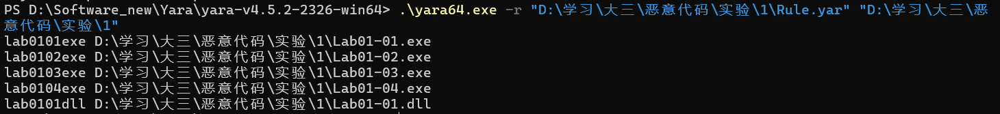 PS D:\Software_new\Yara\yara-v4.5.2-2326-win64> .\yara64.exe -r "D:\学习\大三\恶意代码\实验\1\Rule.yar" "D:\学习\大三\恶
意代码\实验\1"
lab0101exe D:\学习\大三\恶意代码\实验\1\Lab01-01.exe
lab0102exe D:\学习\大三\恶意代码\实验\1\Lab01-02.exe
lab0103exe D:\学习\大三\恶意代码\实验\1\Lab01-03.exe
lab0104exe D:\学习\大三\恶意代码\实验\1\Lab01-04.exe
lab0101dll D:\学习\大三\恶意代码\实验\1\Lab01-01.dll